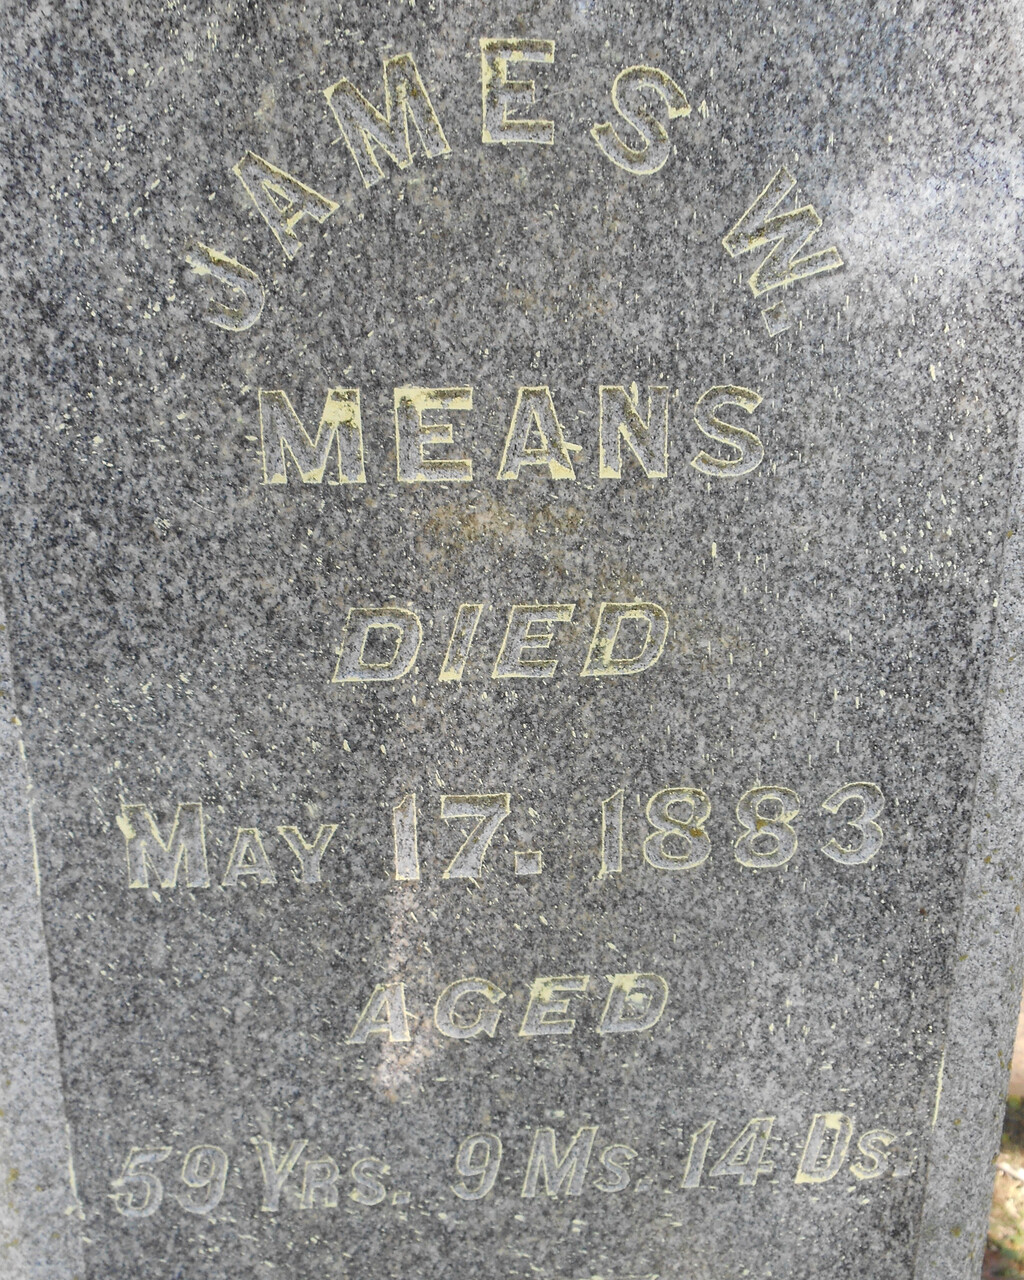 JAMES W.
MEANS
DIED
MAY 17. 1883
AGED
59 YRS. 9 MS. 14 DS.